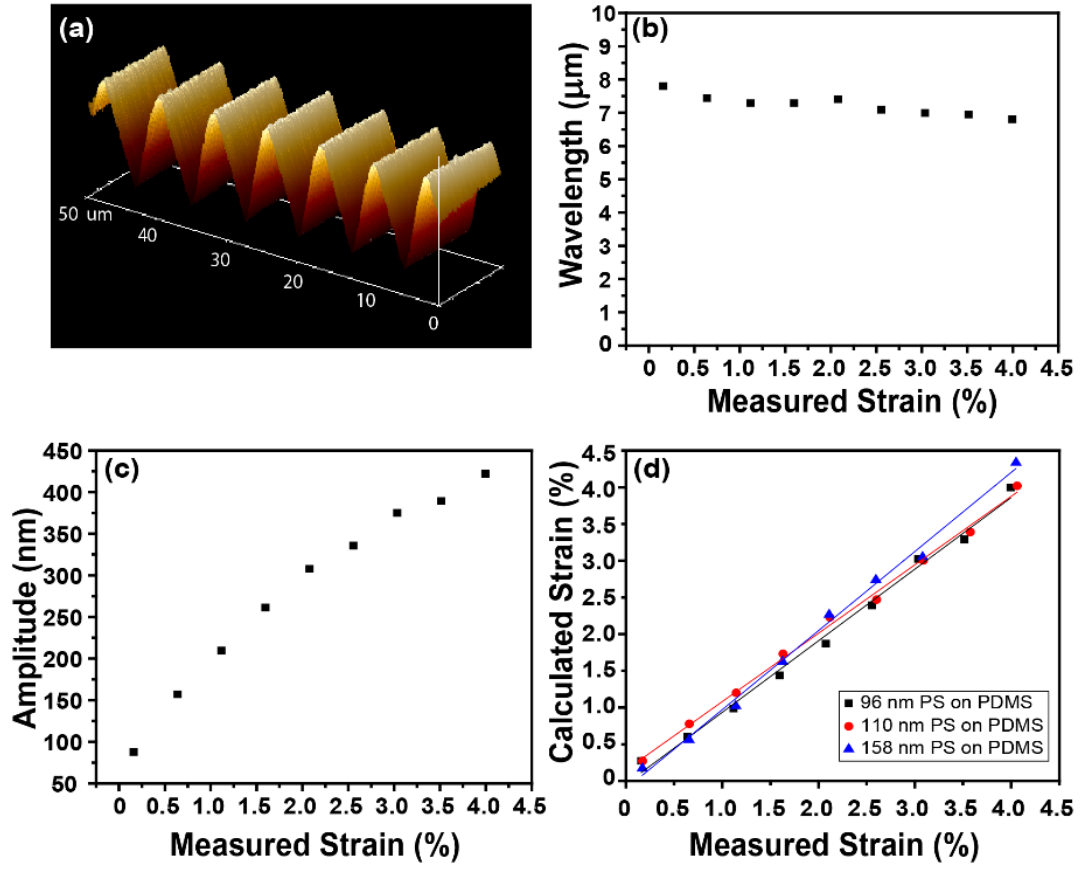 (a)
50 um
40
30
20
10
0
(b)
Wavelength (μm)
10
9
8
7
6
5
4
3
2
1
0
0 0.5 1.0 1.5 2.0 2.5 3.0 3.5 4.0 4.5
Measured Strain (%)
(c)
Amplitude (nm)
450
400
350
300
250
200
150
100
50
0 0.5 1.0 1.5 2.0 2.5 3.0 3.5 4.0 4.5
Measured Strain (%)
(d)
Calculated Strain (%)
4.5
4.0
3.5
3.0
2.5
2.0
1.5
1.0
0.5
0
96 nm PS on PDMS
110 nm PS on PDMS
158 nm PS on PDMS
0 0.5 1.0 1.5 2.0 2.5 3.0 3.5 4.0 4.5
Measured Strain (%)